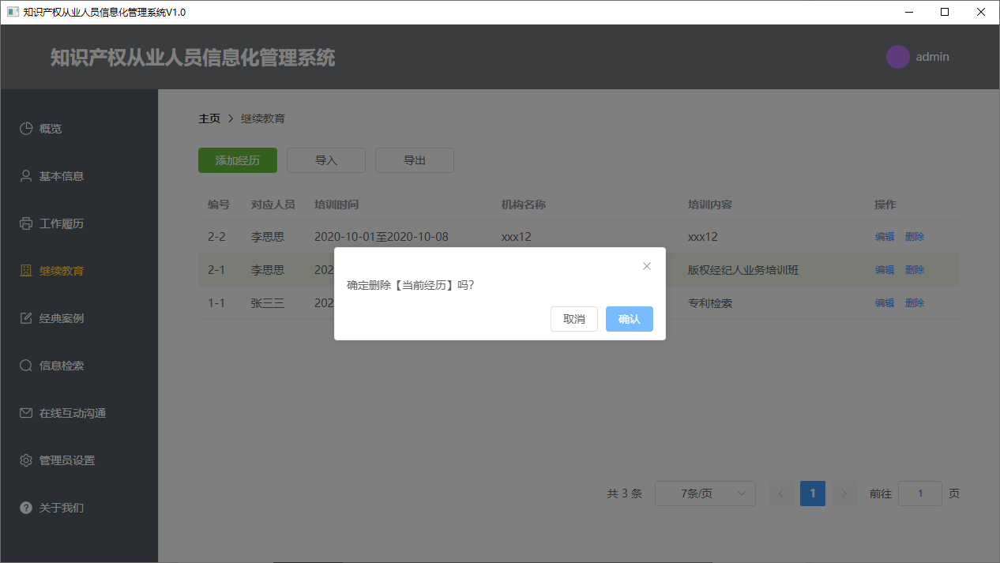 知识产权从业人员信息化管理系统V1.0
知识产权从业人员信息化管理系统
admin
概览
基本信息
工作履历
继续教育
经典案例
信息检索
在线互动沟通
管理员设置
关于我们
主页 > 继续教育
添加经历 导入 导出
编号 对应人员 培训时间 机构名称 培训内容 操作
2-2 李思思 2020-10-01至2020-10-08 xxx12 xxx12 编辑 删除
2-1 李思思 202 版权经纪人业务培训班 编辑 删除
1-1 张三三 202 专利检索 编辑 删除
确定删除【当前经历】吗?
取消 确认
共 3 条 7条/页 1 前往 1 页